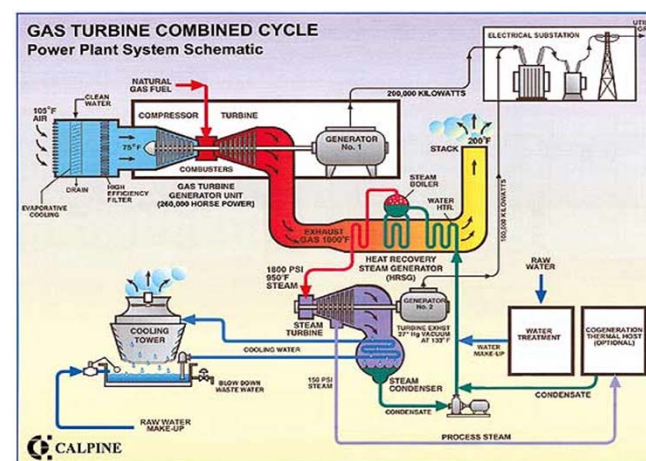 GAS TURBINE COMBINED CYCLE
Power Plant System Schematic
ELECTRICAL SUBSTATION
NATURAL
GAS FUEL
200,000 KILOWATTS
CLEAN
WATER
105°F
AIR
COMPRESSOR
TURBINE
75°F
GENERATOR
No. 1
STACK
200°F
COMBUSTERS
DRAIN
EVAPORATIVE
COOLING
HIGH
EFFICIENCY
FILTER
GAS TURBINE
GENERATOR UNIT
(260,000 HORSE POWER)
STEAM
BOILER
WATER
HTR.
100,000 KILOWATTS
EXHAUST
GAS 1000°F
HEAT RECOVERY
STEAM GENERATOR
(HRSG)
1800 PSI
950°F
STEAM
RAW
WATER
GENERATOR
No. 2
STEAM
TURBINE
TURBINE EXHST
27" Hg VACUUM
AT 133°F
COOLING
TOWER
COOLING WATER
WATER
TREATMENT
COGENERATION
THERMAL HOST
(OPTIONAL)
WATER
MAKE-UP
150 PSI
STEAM
STEAM
CONDENSER
BLOW DOWN
WASTE WATER
CONDENSATE
CONDENSATE
RAW WATER
MAKE-UP
PROCESS STEAM
CALPINE